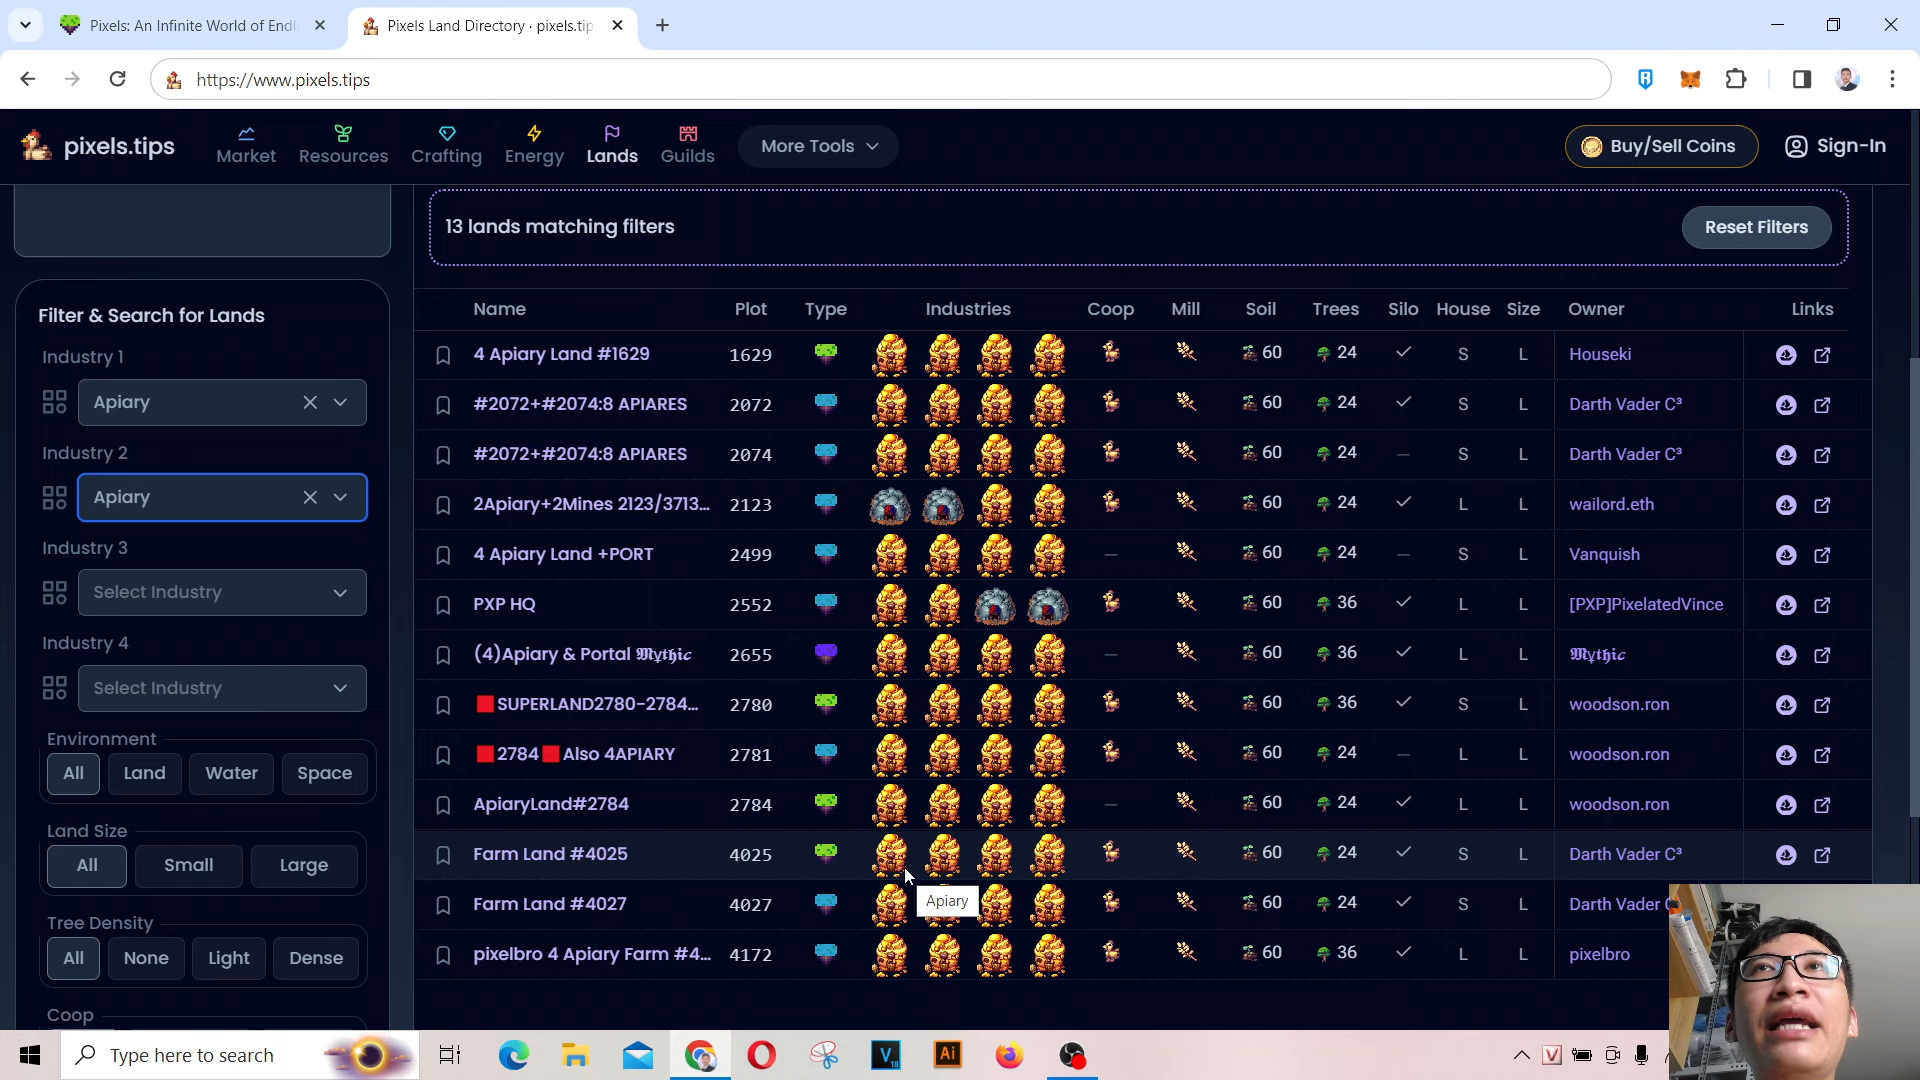 Pixels: An Infinite World of Endl
Pixels Land Directory · pixels.tip
https://www.pixels.tips
pixels.tips
Market
Resources
Crafting
Energy
Lands
Guilds
More Tools
Buy/Sell Coins
Sign-In
13 lands matching filters
Reset Filters
Filter & Search for Lands
Industry 1
Apiary
Industry 2
Apiary
Industry 3
Select Industry
Industry 4
Select Industry
Environment
All Land Water Space
Land Size
All Small Large
Tree Density
All None Light Dense
Coop
Name Plot Type Industries Coop Mill Soil Trees Silo House Size Owner Links
4 Apiary Land #1629 1629 60 24 S L Houseki
#2072+#2074:8 APIARES 2072 60 24 S L Darth Vader C³
#2072+#2074:8 APIARES 2074 60 24 — S L Darth Vader C³
2Apiary+2Mines 2123/3713... 2123 60 24 L L wailord.eth
4 Apiary Land +PORT 2499 — 60 24 — S L Vanquish
PXP HQ 2552 60 36 L L [PXP]PixelatedVince
(4)Apiary & Portal 𝕸𝖞𝖙𝖍𝖎𝖈 2655 — 60 36 L L 𝕸𝖞𝖙𝖍𝖎𝖈
🟥SUPERLAND2780-2784... 2780 60 36 S L woodson.ron
🟥2784🟥Also 4APIARY 2781 60 24 — L L woodson.ron
ApiaryLand#2784 2784 — 60 24 L L woodson.ron
Farm Land #4025 4025 60 24 S L Darth Vader C³
Farm Land #4027 4027 60 24 S L Darth Vader
Apiary
pixelbro 4 Apiary Farm #4... 4172 60 36 L L pixelbro
Type here to search